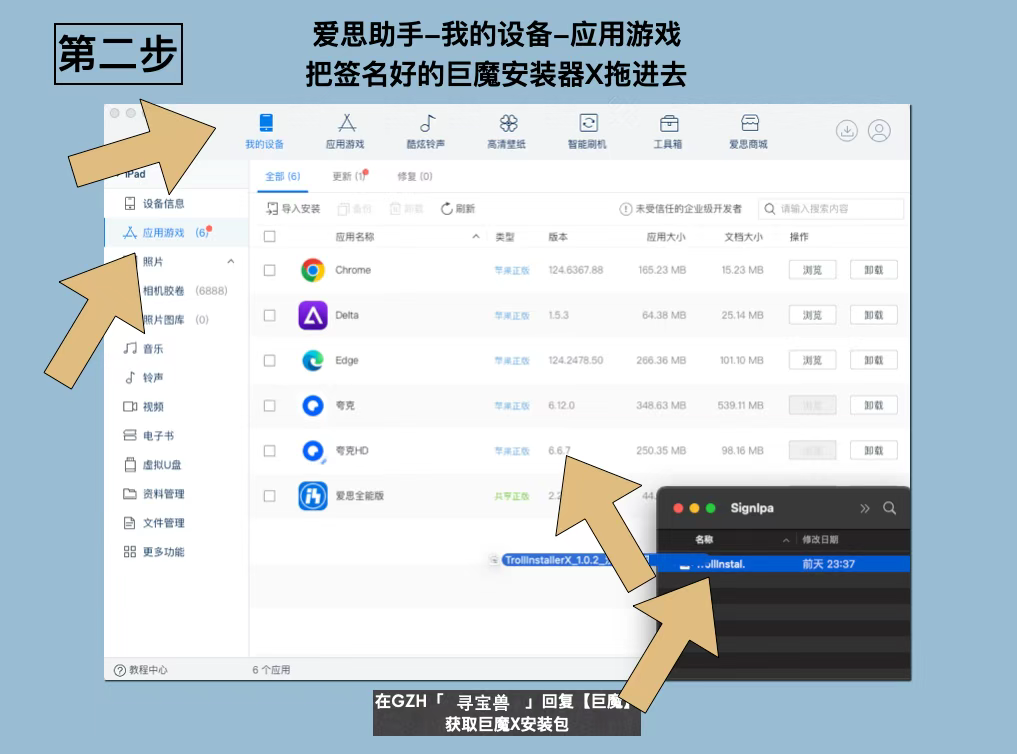 第二步
爱思助手–我的设备–应用游戏
把签名好的巨魔安装器X拖进去
我的设备
应用游戏
酷炫铃声
高清壁纸
智能刷机
工具箱
爱思商城
iPad
设备信息
应用游戏 (6)
照片
相机胶卷 (6888)
照片图库 (0)
音乐
铃声
视频
电子书
虚拟U盘
资料管理
文件管理
更多功能
教程中心
全部 (6)
更新 (1)
修复 (0)
导入安装
备份
卸载
刷新
未受信任的企业级开发者
请输入搜索内容
应用名称 类型 版本 应用大小 文档大小 操作
Chrome 苹果正版 124.6367.88 165.23 MB 15.23 MB 浏览 卸载
Delta 苹果正版 1.5.3 64.38 MB 25.14 MB 浏览 卸载
Edge 苹果正版 124.2478.50 266.36 MB 101.10 MB 浏览 卸载
夸克 苹果正版 6.12.0 348.63 MB 539.11 MB 浏览 卸载
夸克HD 苹果正版 6.6.7 250.35 MB 98.16 MB 卸载
爱思全能版 共享正版 2.2 44.
TrollInstallerX_1.0.2_
SignIpa
名称 修改日期
前天 23:37
6 个应用
在GZH「 寻宝兽 」回复【巨魔】
获取巨魔X安装包